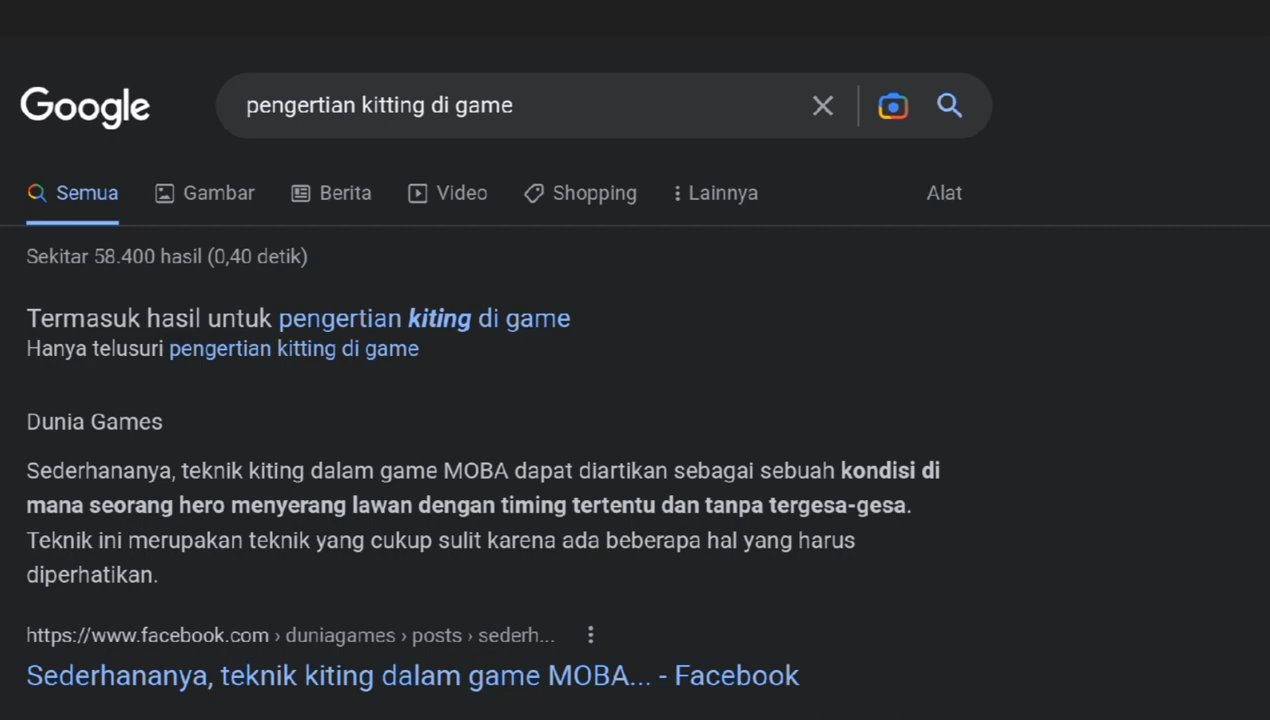 Google
pengertian kitting di game
Semua
Gambar
Berita
Video
Shopping
Lainnya
Alat
Sekitar 58.400 hasil (0,40 detik)
Termasuk hasil untuk pengertian kiting di game
Hanya telusuri pengertian kitting di game
Dunia Games
Sederhananya, teknik kiting dalam game MOBA dapat diartikan sebagai sebuah kondisi di
mana seorang hero menyerang lawan dengan timing tertentu dan tanpa tergesa-gesa.
Teknik ini merupakan teknik yang cukup sulit karena ada beberapa hal yang harus
diperhatikan.
https://www.facebook.com › duniagames › posts › sederh...
Sederhananya, teknik kiting dalam game MOBA... - Facebook